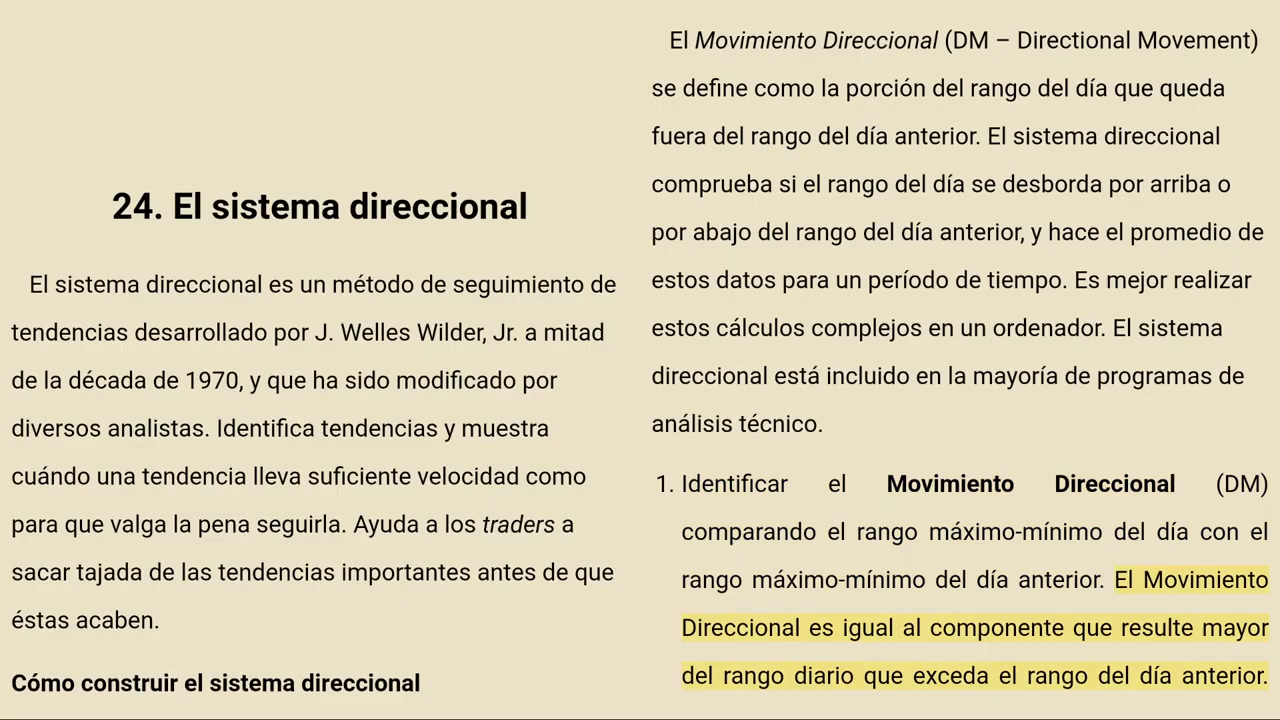 24. El sistema direccional
El sistema direccional es un método de seguimiento de
tendencias desarrollado por J. Welles Wilder, Jr. a mitad
de la década de 1970, y que ha sido modificado por
diversos analistas. Identifica tendencias y muestra
cuándo una tendencia lleva suficiente velocidad como
para que valga la pena seguirla. Ayuda a los traders a
sacar tajada de las tendencias importantes antes de que
éstas acaben.
Cómo construir el sistema direccional
El Movimiento Direccional (DM – Directional Movement)
se define como la porción del rango del día que queda
fuera del rango del día anterior. El sistema direccional
comprueba si el rango del día se desborda por arriba o
por abajo del rango del día anterior, y hace el promedio de
estos datos para un período de tiempo. Es mejor realizar
estos cálculos complejos en un ordenador. El sistema
direccional está incluido en la mayoría de programas de
análisis técnico.
1. Identificar el Movimiento Direccional (DM)
comparando el rango máximo-mínimo del día con el
rango máximo-mínimo del día anterior. El Movimiento
Direccional es igual al componente que resulte mayor
del rango diario que exceda el rango del día anterior.